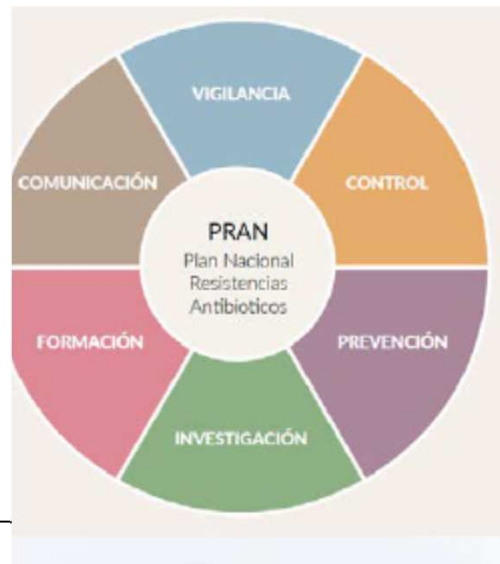 VIGILANCIA
CONTROL
PREVENCIÓN
INVESTIGACIÓN
FORMACIÓN
COMUNICACIÓN
PRAN
Plan Nacional
Resistencias
Antibioticos